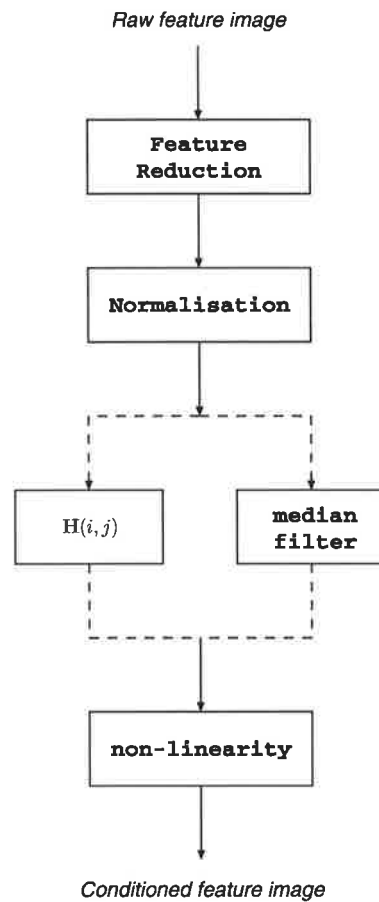 Raw feature image
Feature
Reduction
Normalisation
H(i, j)
median
filter
non-linearity
Conditioned feature image